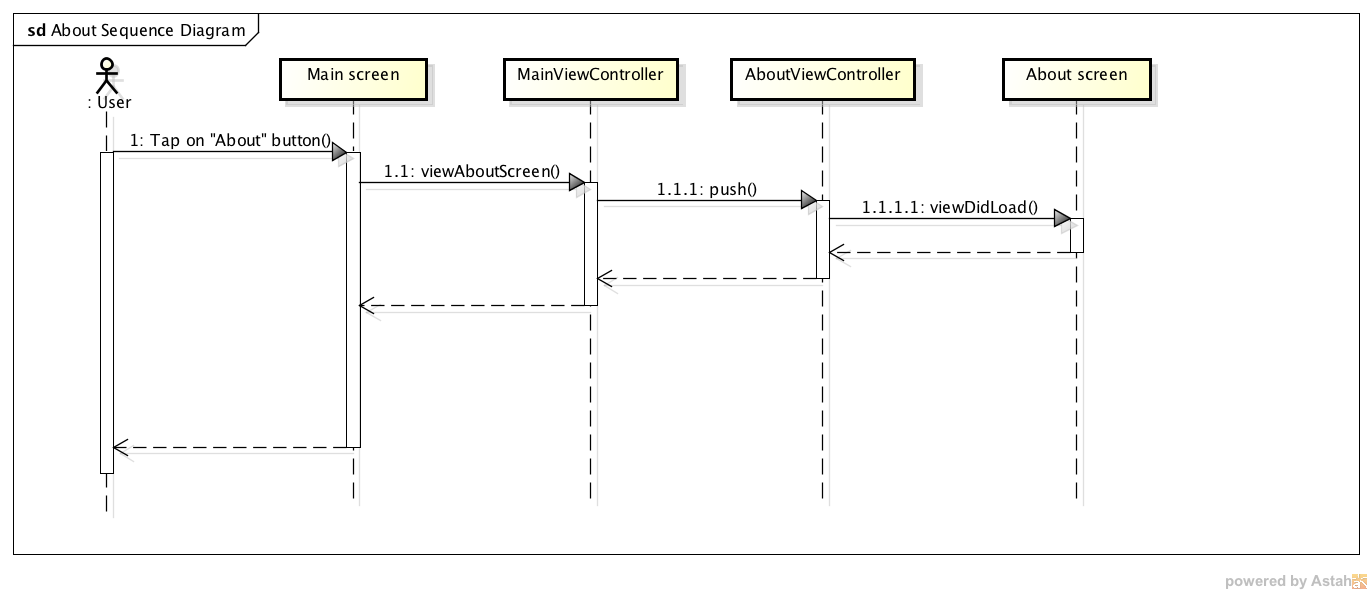 sd About Sequence Diagram
: User
Main screen
MainViewController
AboutViewController
About screen
1: Tap on "About" button()
1.1: viewAboutScreen()
1.1.1: push()
1.1.1.1: viewDidLoad()
powered by Astah